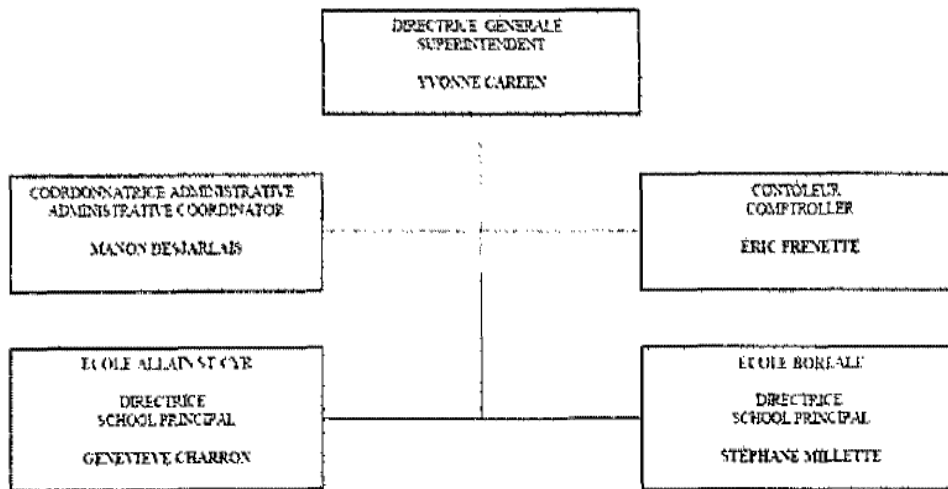 DIRECTRICE GÉNÉRALE
SUPERINTENDENT
YVONNE CAREEN
COORDONNATRICE ADMINISTRATIVE
ADMINISTRATIVE COORDINATOR
MANON DESJARLAIS
CONTÔLEUR
COMPTROLLER
ÉRIC FRENETTE
ECOLE ALLAIN ST CYR
DIRECTRICE
SCHOOL PRINCIPAL
GENEVIEVE CHARRON
ECOLE BOREALE
DIRECTRICE
SCHOOL PRINCIPAL
STÉPHANE MILLETTE